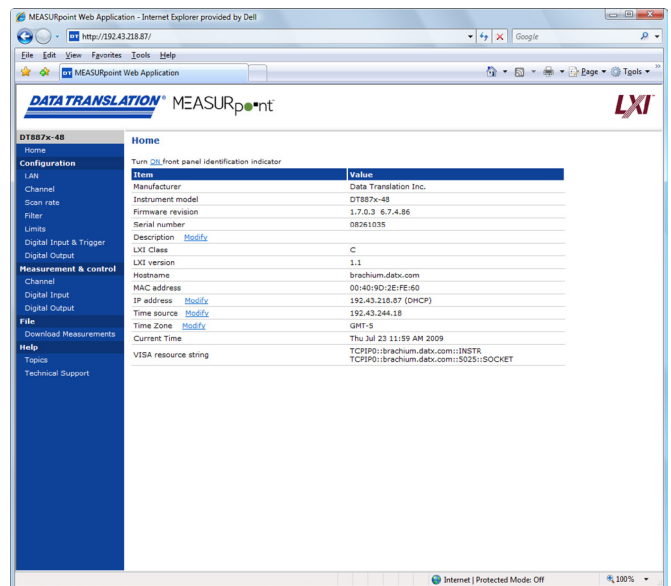 MEASURpoint Web Application - Internet Explorer provided by Dell
http://192.43.218.87/
Google
File Edit View Favorites Tools Help
MEASURpoint Web Application
Page Tools
DATA TRANSLATION® MEASURpoint
LXI
DT887x-48
Home
Configuration
LAN
Channel
Scan rate
Filter
Limits
Digital Input & Trigger
Digital Output
Measurement & control
Channel
Digital Input
Digital Output
File
Download Measurements
Help
Topics
Technical Support
Home
Turn ON front panel identification indicator
Item Value
Manufacturer Data Translation Inc.
Instrument model DT887x-48
Firmware revision 1.7.0.3 6.7.4.86
Serial number 08261035
Description Modify
LXI Class C
LXI version 1.1
Hostname brachium.datx.com
MAC address 00:40:9D:2E:FE:60
IP address Modify 192.43.218.87 (DHCP)
Time source Modify 192.43.244.18
Time Zone Modify GMT-5
Current Time Thu Jul 23 11:59 AM 2009
VISA resource string TCPIP0::brachium.datx.com::INSTR
TCPIP0::brachium.datx.com::5025::SOCKET
Internet | Protected Mode: Off
100%